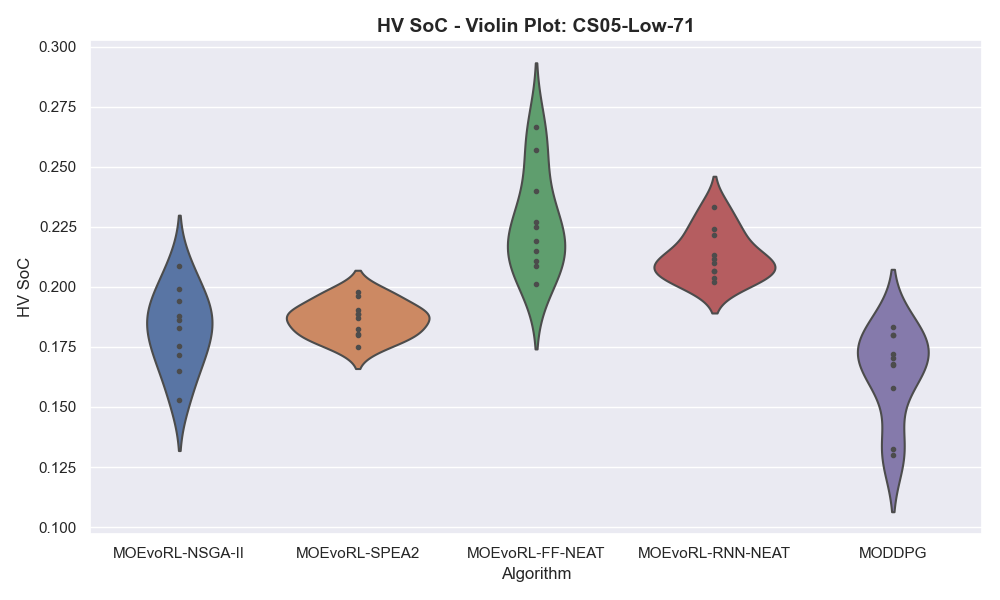 HV SoC - Violin Plot: CS05-Low-71
0.300
0.275
0.250
0.225
0.200
0.175
0.150
0.125
0.100
HV SoC
MOEvoRL-NSGA-II MOEvoRL-SPEA2 MOEvoRL-FF-NEAT MOEvoRL-RNN-NEAT MODDPG
Algorithm